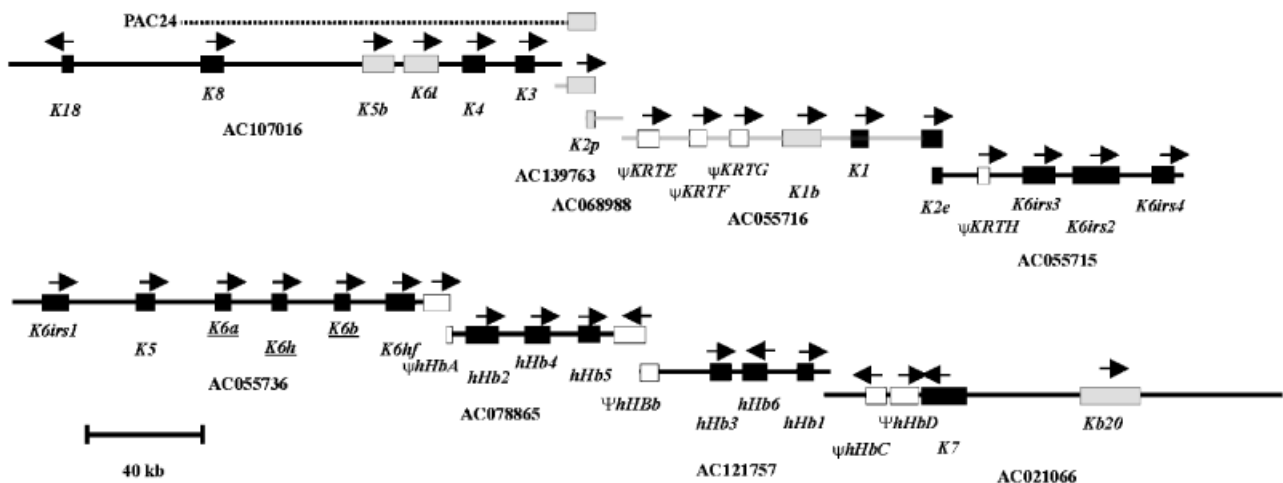 PAC24
K18
K8
K5b
K6l
K4
K3
AC107016
K2p
AC139763
AC068988
ψKRTE
ψKRTF
ψKRTG
K1b
K1
AC055716
K2e
ψKRTH
K6irs3
K6irs2
K6irs4
AC055715
K6irs1
K5
K6a
K6h
K6b
K6hf
ψhHbA
AC055736
hHb2
hHb4
hHb5
ΨhHBb
AC078865
hHb3
hHb6
hHb1
AC121757
ψhHbC
ΨhHbD
K7
Kb20
AC021066
40 kb